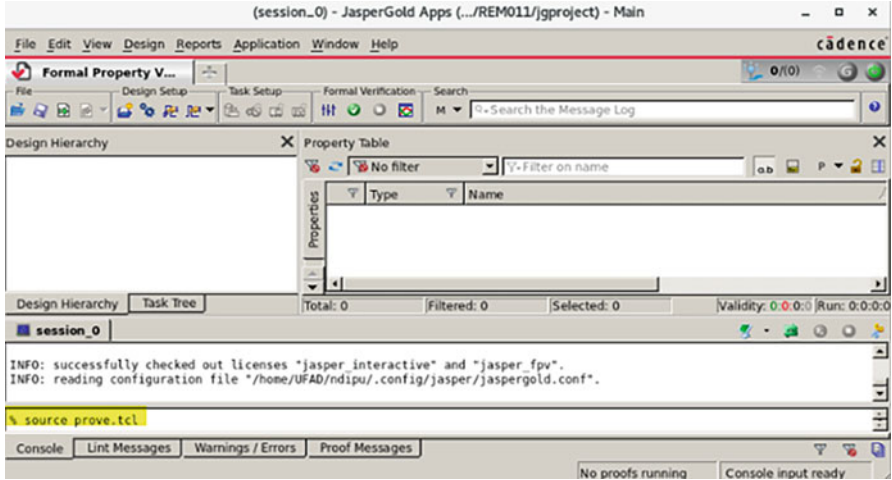 (session_0) - JasperGold Apps (.../REM011/jgproject) - Main
File Edit View Design Reports Application Window Help
cādence
Formal Property V...
0/(0)
File Design Setup Task Setup Formal Verification Search
M Search the Message Log
Design Hierarchy
Property Table
No filter
Filter on name
a.b P
Properties
Type Name
Design Hierarchy Task Tree
Total: 0 Filtered: 0 Selected: 0 Validity: 0:0:0:0 Run: 0:0:0:0
session_0
INFO: successfully checked out licenses "jasper_interactive" and "jasper_fpv".
INFO: reading configuration file "/home/UFAD/ndipu/.config/jasper/jaspergold.conf".
% source prove.tcl
Console Lint Messages Warnings / Errors Proof Messages
No proofs running Console input ready